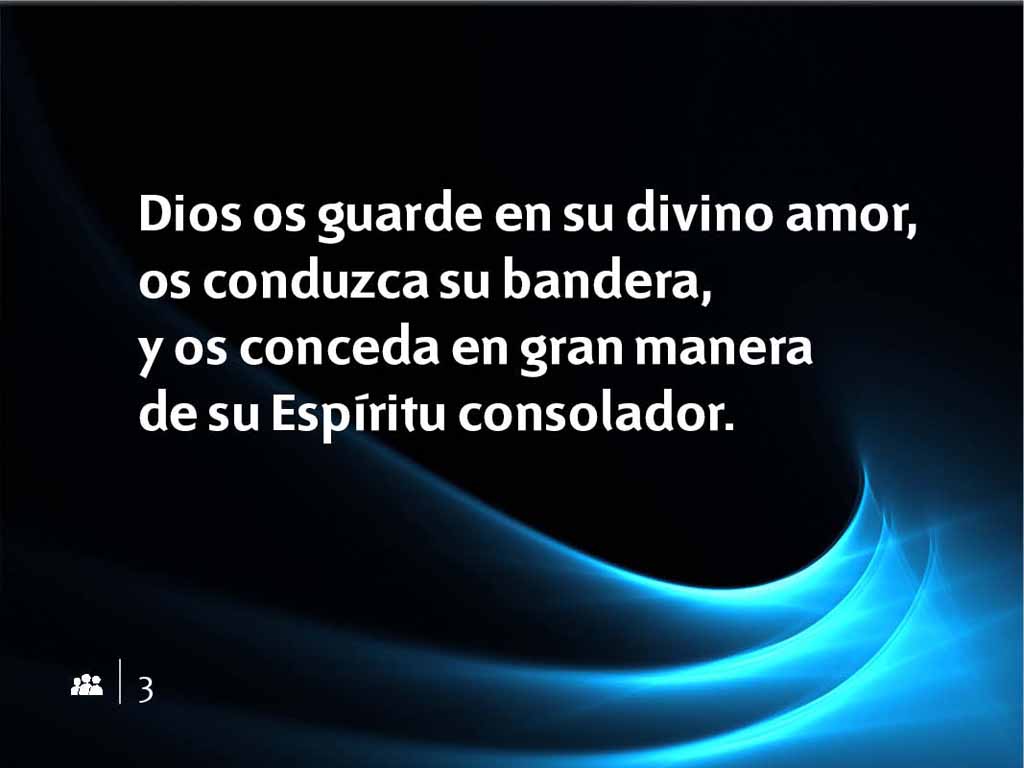 Dios os guarde en su divino amor,
os conduzca su bandera,
y os conceda en gran manera
de su Espíritu consolador.
3